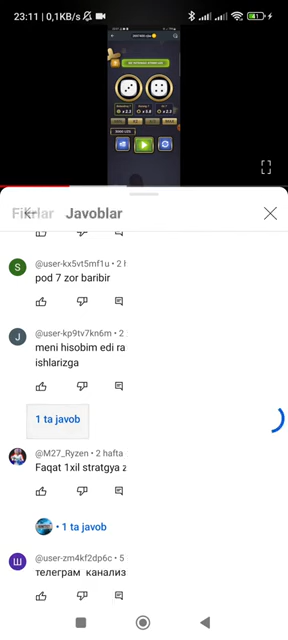 23:11 | 0,1KB/s
Javoblar
@user-kx5vt5mf1u • 2
pod 7 zor baribir
@user-kp9tv7kn6m • 2
meni hisobim edi ra
ishlarizga
1 ta javob
@M27_Ryzen • 2 hafta
Faqat 1xil stratgya
• 1 ta javob
@user-zm4kf2dp6c • 5
телеграм канализ